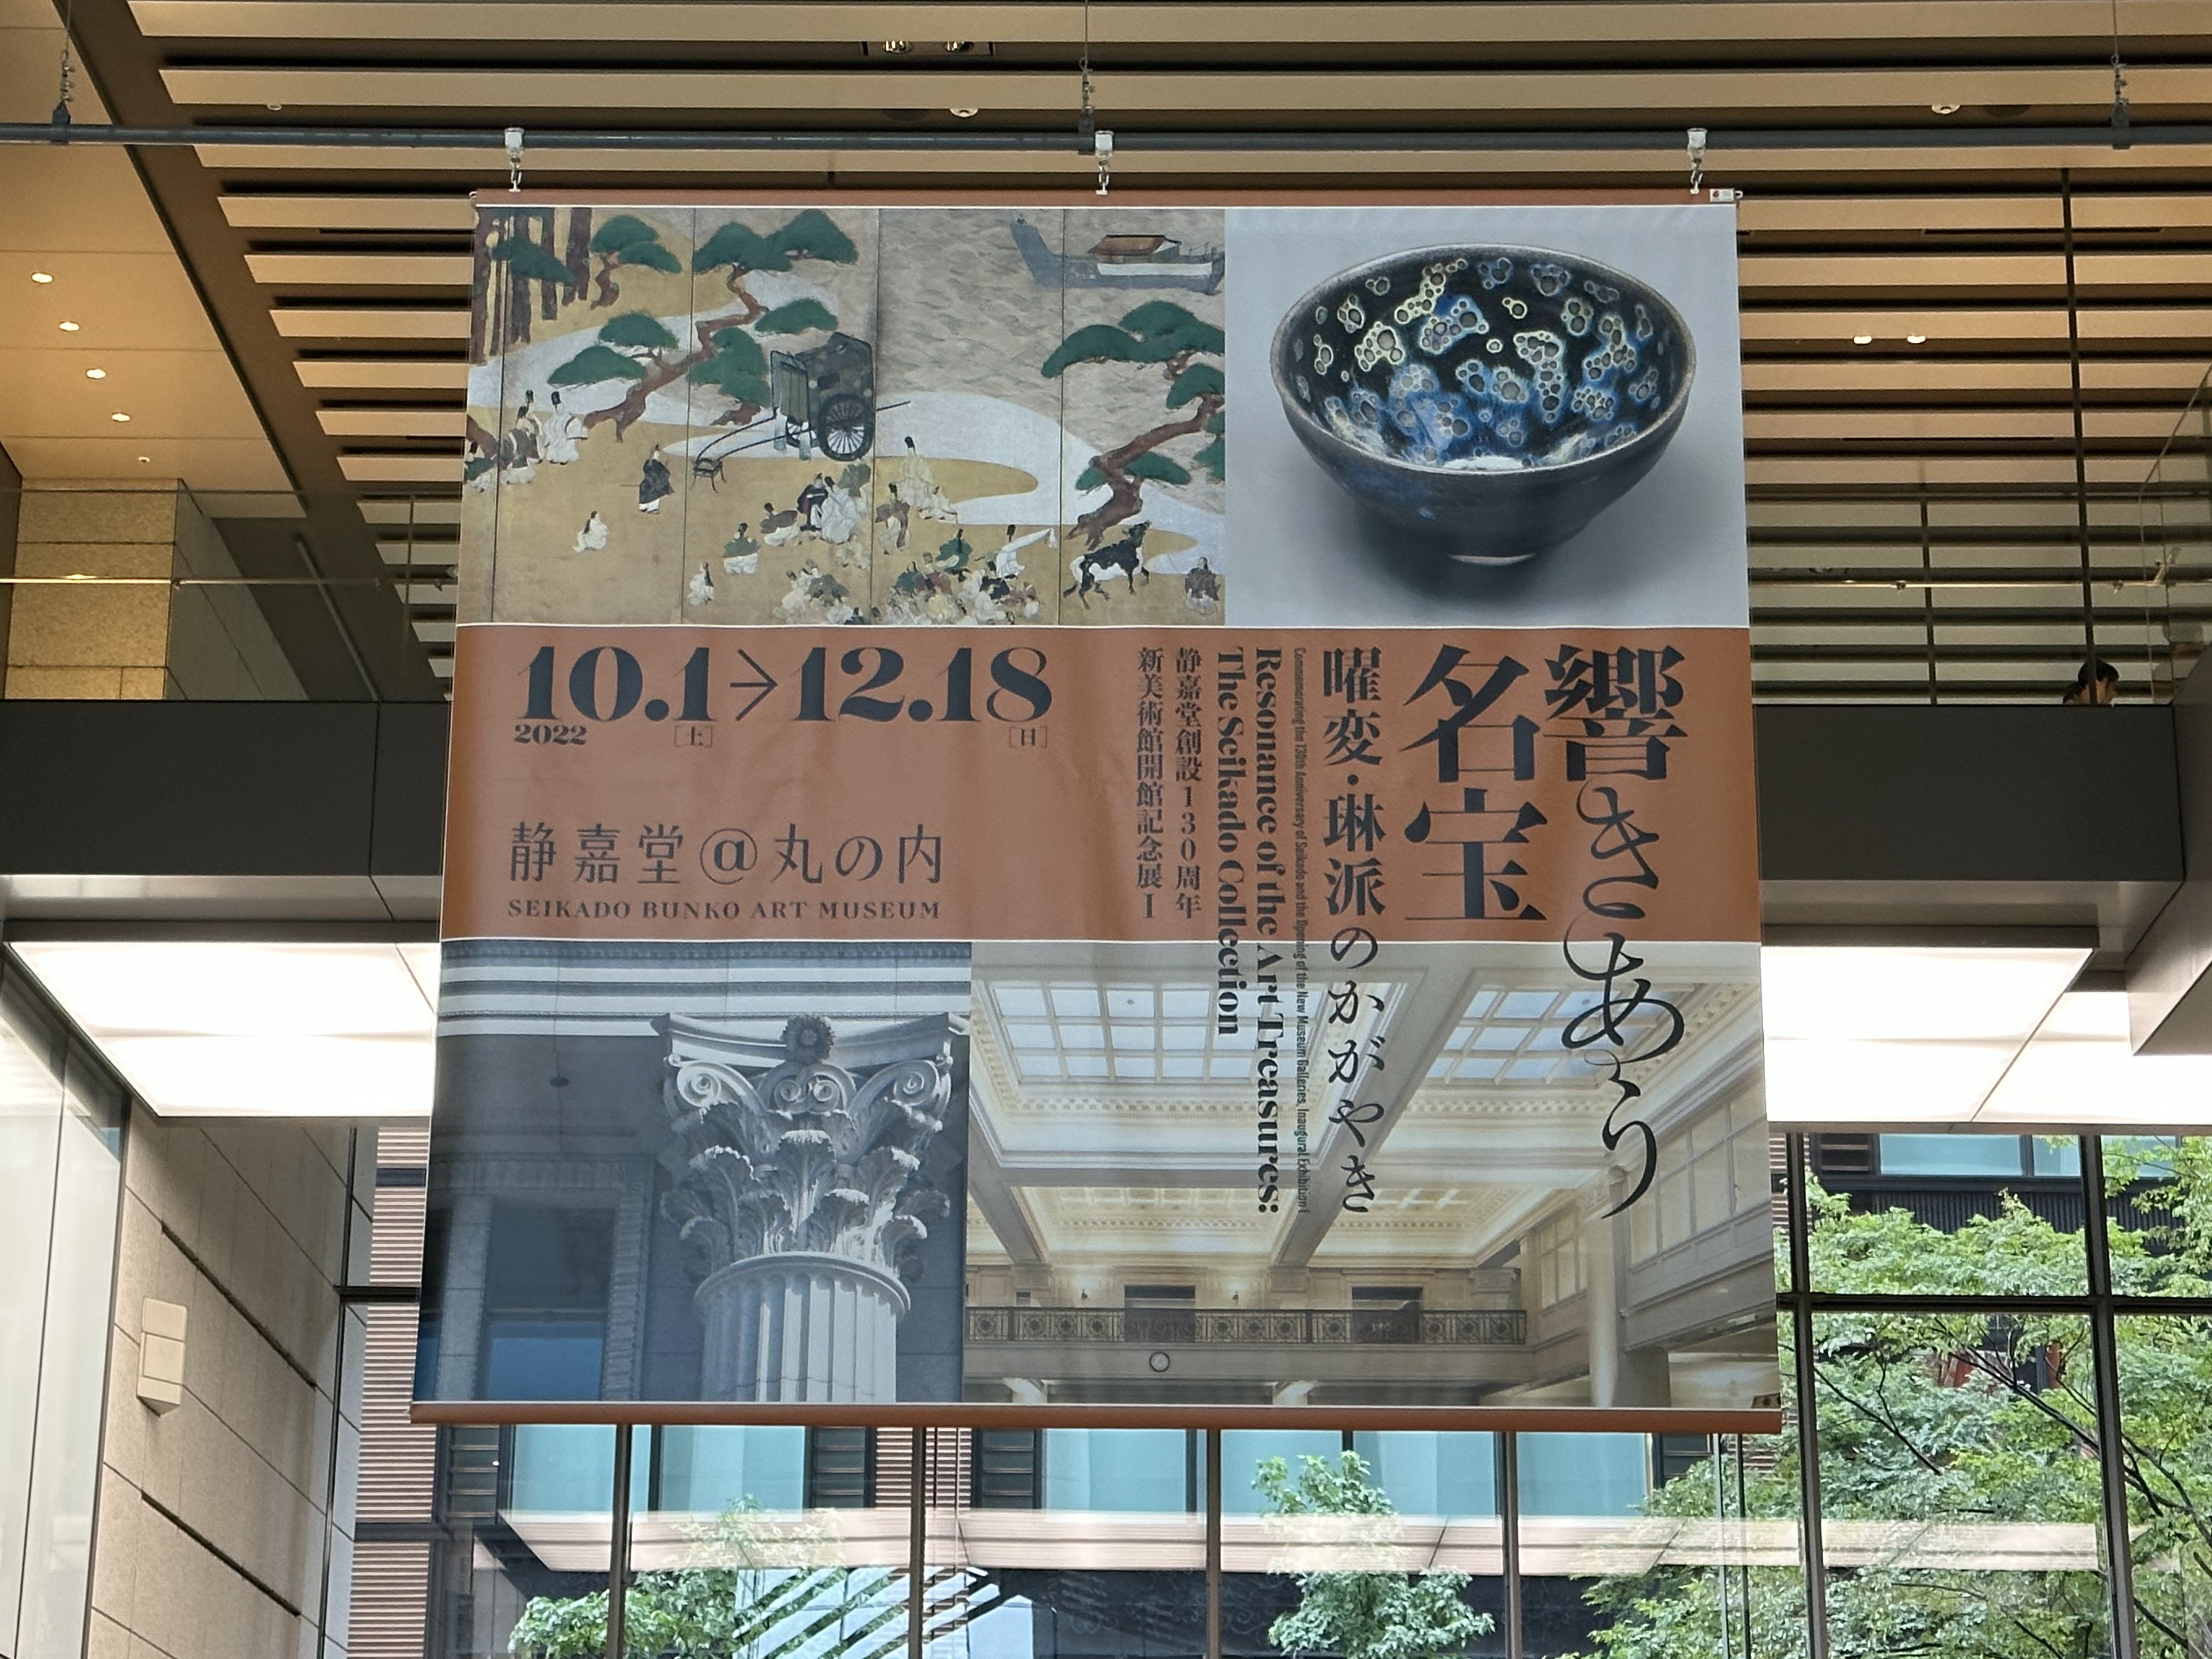 響きあう
名宝
曜変・琳派のかがやき
Commemorating the 130th Anniversary of Seikado and the Opening of the New Museum Galleries, Inaugural Exhibition I
Resonance of the Art Treasures:
The Seikado Collection
静嘉堂創設130周年
新美術館開館記念展 I
10.1→12.18
2022 [土] [日]
静嘉堂@丸の内
SEIKADO BUNKO ART MUSEUM